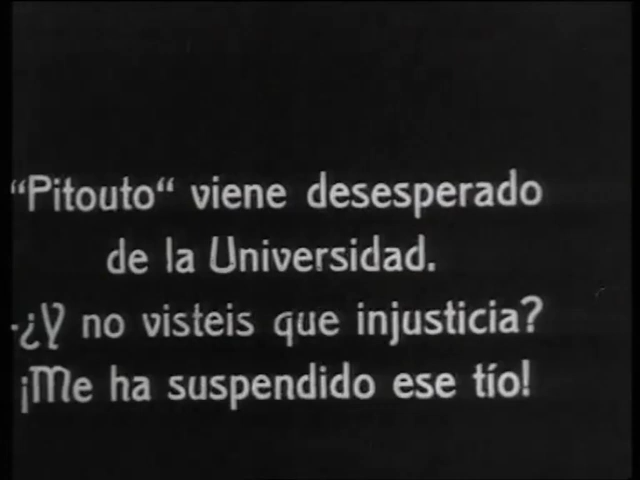 “Pitouto“ viene desesperado
de la Universidad.
-¿Y no visteis que injusticia?
¡Me ha suspendido ese tío!